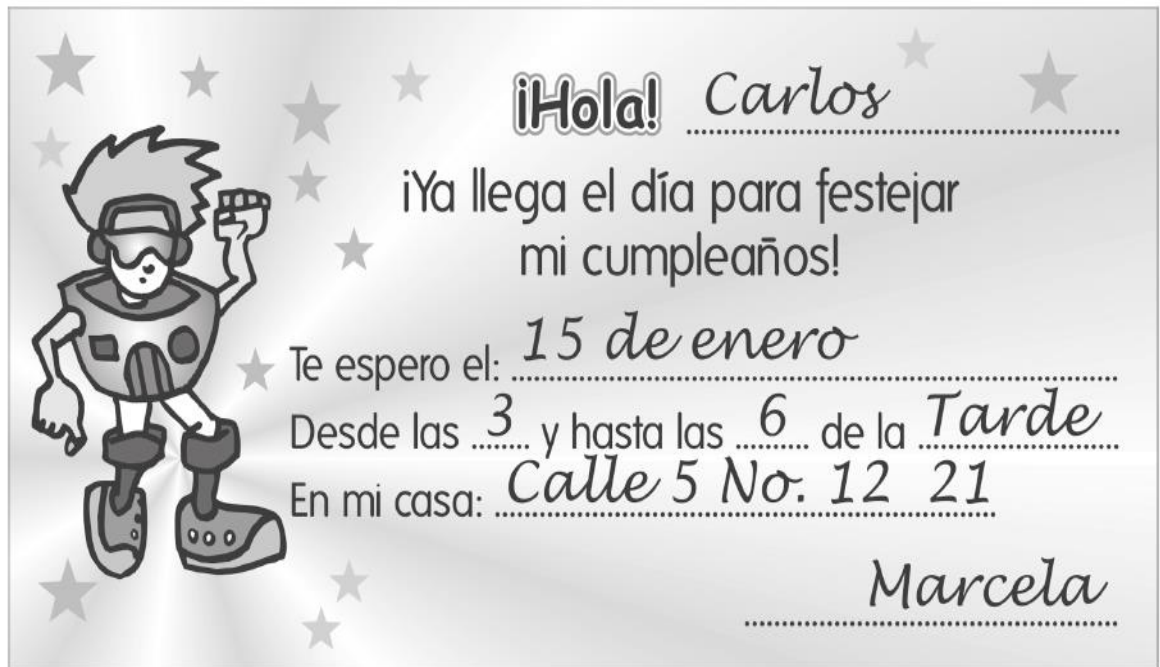 ¡Hola! Carlos
¡Ya llega el día para festejar
mi cumpleaños!
Te espero el: 15 de enero
Desde las 3 y hasta las 6 de la Tarde
En mi casa: Calle 5 No. 12 21
Marcela